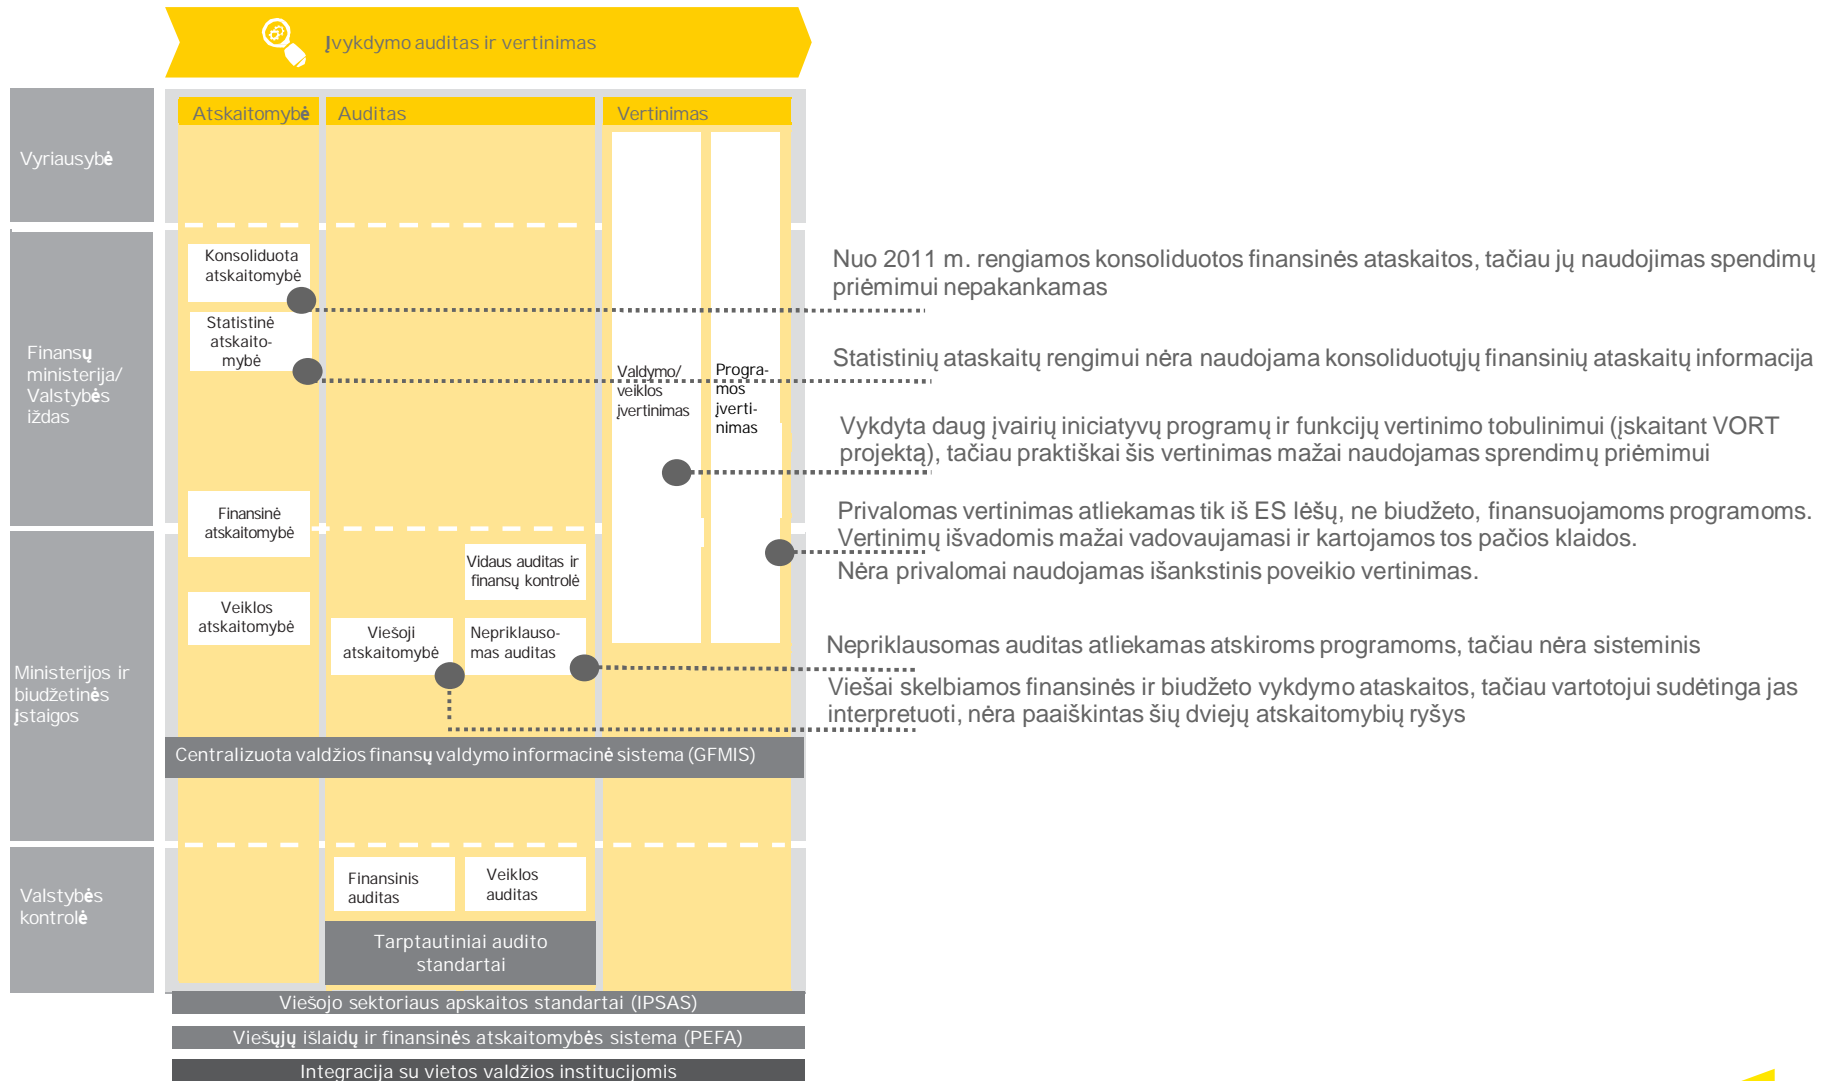 Įvykdymo auditas ir vertinimas
Atskaitomybė
Auditas
Vertinimas
Vyriausybė
Finansų
ministerija/
Valstybės
iždas
Ministerijos ir
biudžetinės
įstaigos
Valstybės
kontrolė
Konsoliduota
atskaitomybė
Statistinė
atskaito-
mybė
Finansinė
atskaitomybė
Veiklos
atskaitomybė
Vidaus auditas ir
finansų kontrolė
Viešoji
atskaitomybė
Nepriklauso-
mas auditas
Valdymo/
veiklos
įvertinimas
Progra-
mos
įverti-
nimas
Nuo 2011 m. rengiamos konsoliduotos finansinės ataskaitos, tačiau jų naudojimas spendimų
priėmimui nepakankamas
Statistinių ataskaitų rengimui nėra naudojama konsoliduotųjų finansinių ataskaitų informacija
Vykdyta daug įvairių iniciatyvų programų ir funkcijų vertinimo tobulinimui (įskaitant VORT
projektą), tačiau praktiškai šis vertinimas mažai naudojamas sprendimų priėmimui
Privalomas vertinimas atliekamas tik iš ES lėšų, ne biudžeto, finansuojamoms programoms.
Vertinimų išvadomis mažai vadovaujamasi ir kartojamos tos pačios klaidos.
Nėra privalomai naudojamas išankstinis poveikio vertinimas.
Nepriklausomas auditas atliekamas atskiroms programoms, tačiau nėra sisteminis
Viešai skelbiamos finansinės ir biudžeto vykdymo ataskaitos, tačiau vartotojui sudėtinga jas
interpretuoti, nėra paaiškintas šių dviejų atskaitomybių ryšys
Centralizuota valdžios finansų valdymo informacinė sistema (GFMIS)
Finansinis
auditas
Veiklos
auditas
Tarptautiniai audito
standartai
Viešojo sektoriaus apskaitos standartai (IPSAS)
Viešųjų išlaidų ir finansinės atskaitomybės sistema (PEFA)
Integracija su vietos valdžios institucijomis